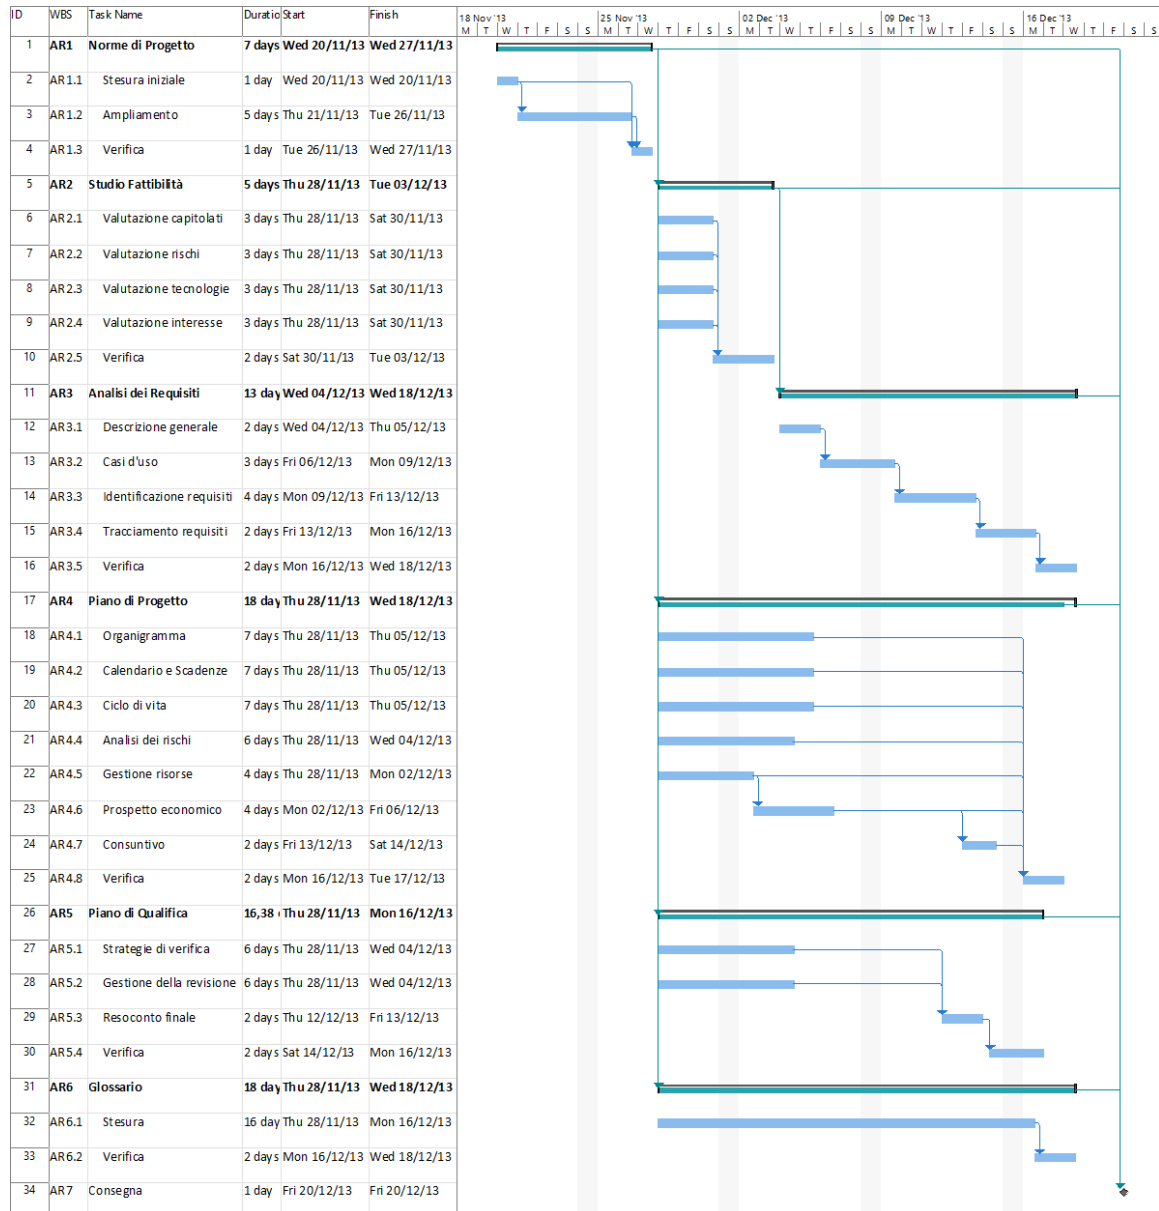 ID WBS Task Name Duratio Start Finish 18 Nov '13 25 Nov '13 02 Dec '13 09 Dec '13 16 Dec '13
M T W T F S S M T W T F S S M T W T F S S M T W T F S S M T W T F S S
1 AR1 Norme di Progetto 7 days Wed 20/11/13 Wed 27/11/13
2 AR1.1 Stesura iniziale 1 day Wed 20/11/13 Wed 20/11/13
3 AR1.2 Ampliamento 5 days Thu 21/11/13 Tue 26/11/13
4 AR1.3 Verifica 1 day Tue 26/11/13 Wed 27/11/13
5 AR2 Studio Fattibilità 5 days Thu 28/11/13 Tue 03/12/13
6 AR2.1 Valutazione capitolati 3 days Thu 28/11/13 Sat 30/11/13
7 AR2.2 Valutazione rischi 3 days Thu 28/11/13 Sat 30/11/13
8 AR2.3 Valutazione tecnologie 3 days Thu 28/11/13 Sat 30/11/13
9 AR2.4 Valutazione interesse 3 days Thu 28/11/13 Sat 30/11/13
10 AR2.5 Verifica 2 days Sat 30/11/13 Tue 03/12/13
11 AR3 Analisi dei Requisiti 13 day Wed 04/12/13 Wed 18/12/13
12 AR3.1 Descrizione generale 2 days Wed 04/12/13 Thu 05/12/13
13 AR3.2 Casi d'uso 3 days Fri 06/12/13 Mon 09/12/13
14 AR3.3 Identificazione requisiti 4 days Mon 09/12/13 Fri 13/12/13
15 AR3.4 Tracciamento requisiti 2 days Fri 13/12/13 Mon 16/12/13
16 AR3.5 Verifica 2 days Mon 16/12/13 Wed 18/12/13
17 AR4 Piano di Progetto 18 day Thu 28/11/13 Wed 18/12/13
18 AR4.1 Organigramma 7 days Thu 28/11/13 Thu 05/12/13
19 AR4.2 Calendario e Scadenze 7 days Thu 28/11/13 Thu 05/12/13
20 AR4.3 Ciclo di vita 7 days Thu 28/11/13 Thu 05/12/13
21 AR4.4 Analisi dei rischi 6 days Thu 28/11/13 Wed 04/12/13
22 AR4.5 Gestione risorse 4 days Thu 28/11/13 Mon 02/12/13
23 AR4.6 Prospetto economico 4 days Mon 02/12/13 Fri 06/12/13
24 AR4.7 Consuntivo 2 days Fri 13/12/13 Sat 14/12/13
25 AR4.8 Verifica 2 days Mon 16/12/13 Tue 17/12/13
26 AR5 Piano di Qualifica 16,38 Thu 28/11/13 Mon 16/12/13
27 AR5.1 Strategie di verifica 6 days Thu 28/11/13 Wed 04/12/13
28 AR5.2 Gestione della revisione 6 days Thu 28/11/13 Wed 04/12/13
29 AR5.3 Resoconto finale 2 days Thu 12/12/13 Fri 13/12/13
30 AR5.4 Verifica 2 days Sat 14/12/13 Mon 16/12/13
31 AR6 Glossario 18 day Thu 28/11/13 Wed 18/12/13
32 AR6.1 Stesura 16 day Thu 28/11/13 Mon 16/12/13
33 AR6.2 Verifica 2 days Mon 16/12/13 Wed 18/12/13
34 AR7 Consegna 1 day Fri 20/12/13 Fri 20/12/13